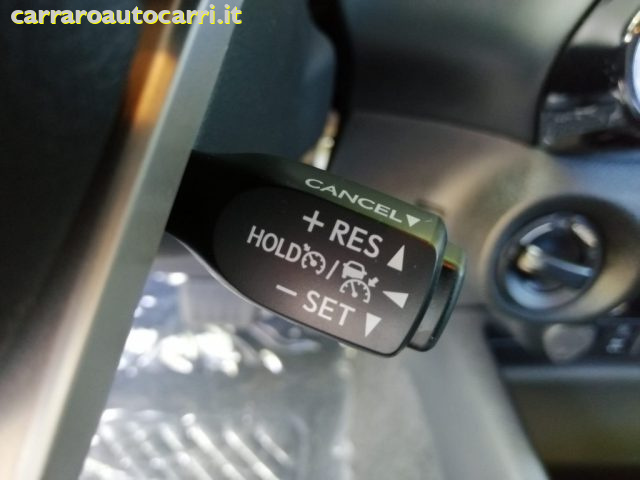 carraroautocarri.it
CANCEL▼
+ RES ▲
HOLD /
- SET ▼